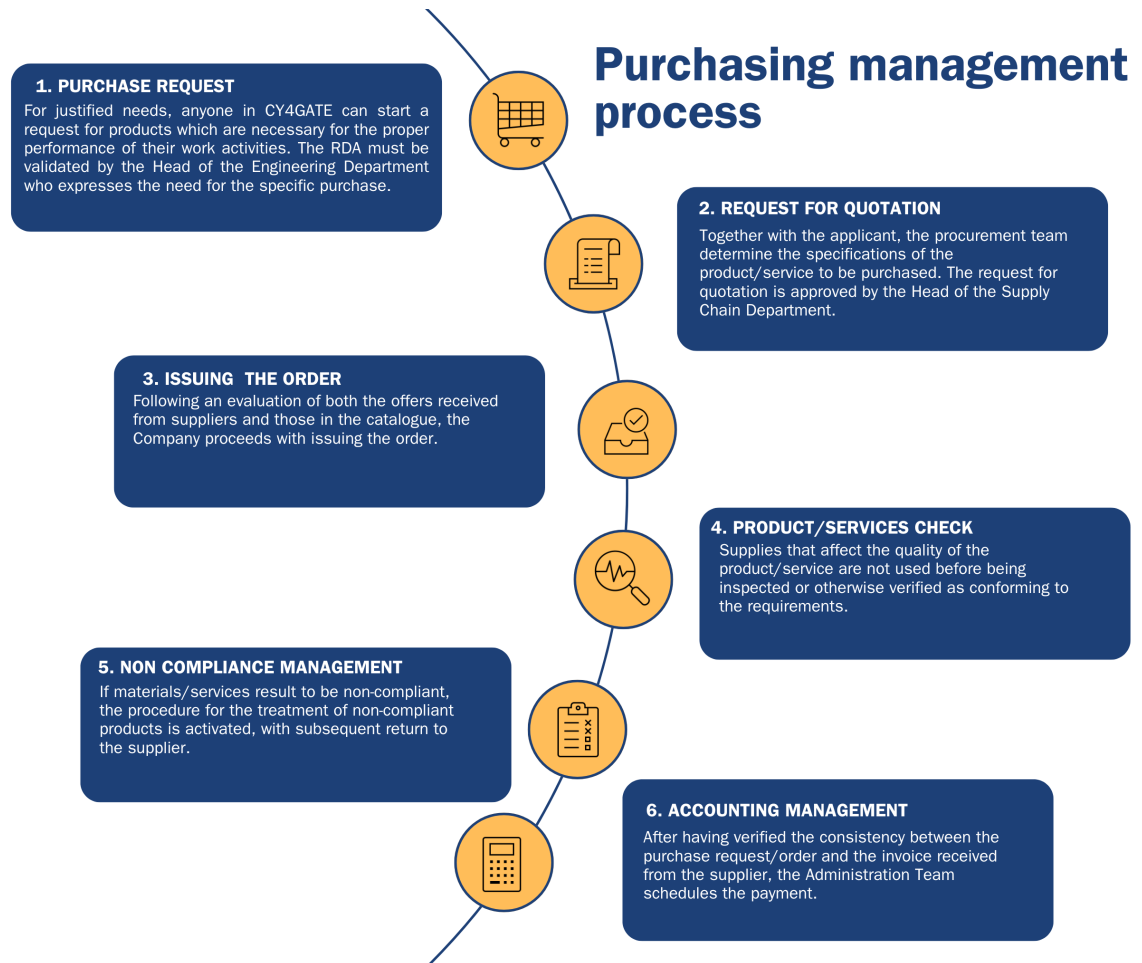 Purchasing management
process
1. PURCHASE REQUEST
For justified needs, anyone in CY4GATE can start a
request for products which are necessary for the proper
performance of their work activities. The RDA must be
validated by the Head of the Engineering Department
who expresses the need for the specific purchase.
2. REQUEST FOR QUOTATION
Together with the applicant, the procurement team
determine the specifications of the
product/service to be purchased. The request for
quotation is approved by the Head of the Supply
Chain Department.
3. ISSUING  THE ORDER
Following an evaluation of both the offers received
from suppliers and those in the catalogue, the
Company proceeds with issuing the order.
4. PRODUCT/SERVICES CHECK
Supplies that affect the quality of the
product/service are not used before being
inspected or otherwise verified as conforming to
the requirements.
5. NON COMPLIANCE MANAGEMENT
If materials/services result to be non-compliant,
the procedure for the treatment of non-compliant
products is activated, with subsequent return to
the supplier.
6. ACCOUNTING MANAGEMENT
After having verified the consistency between the
purchase request/order and the invoice received
from the supplier, the Administration Team
schedules the payment.